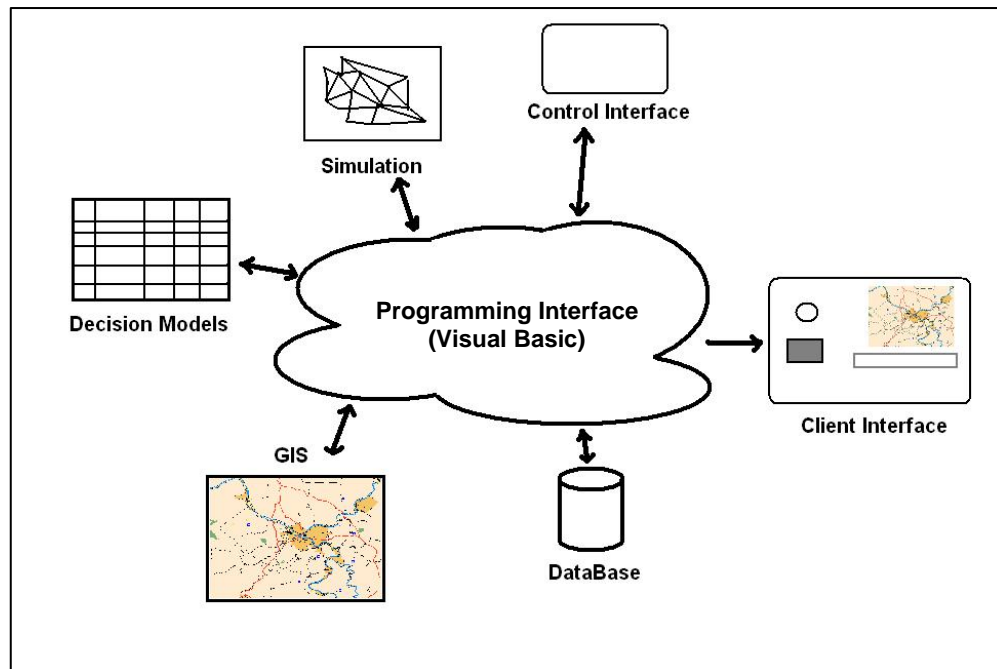 Control Interface
Simulation
Programming Interface
(Visual Basic)
Decision Models
Client Interface
GIS
DataBase